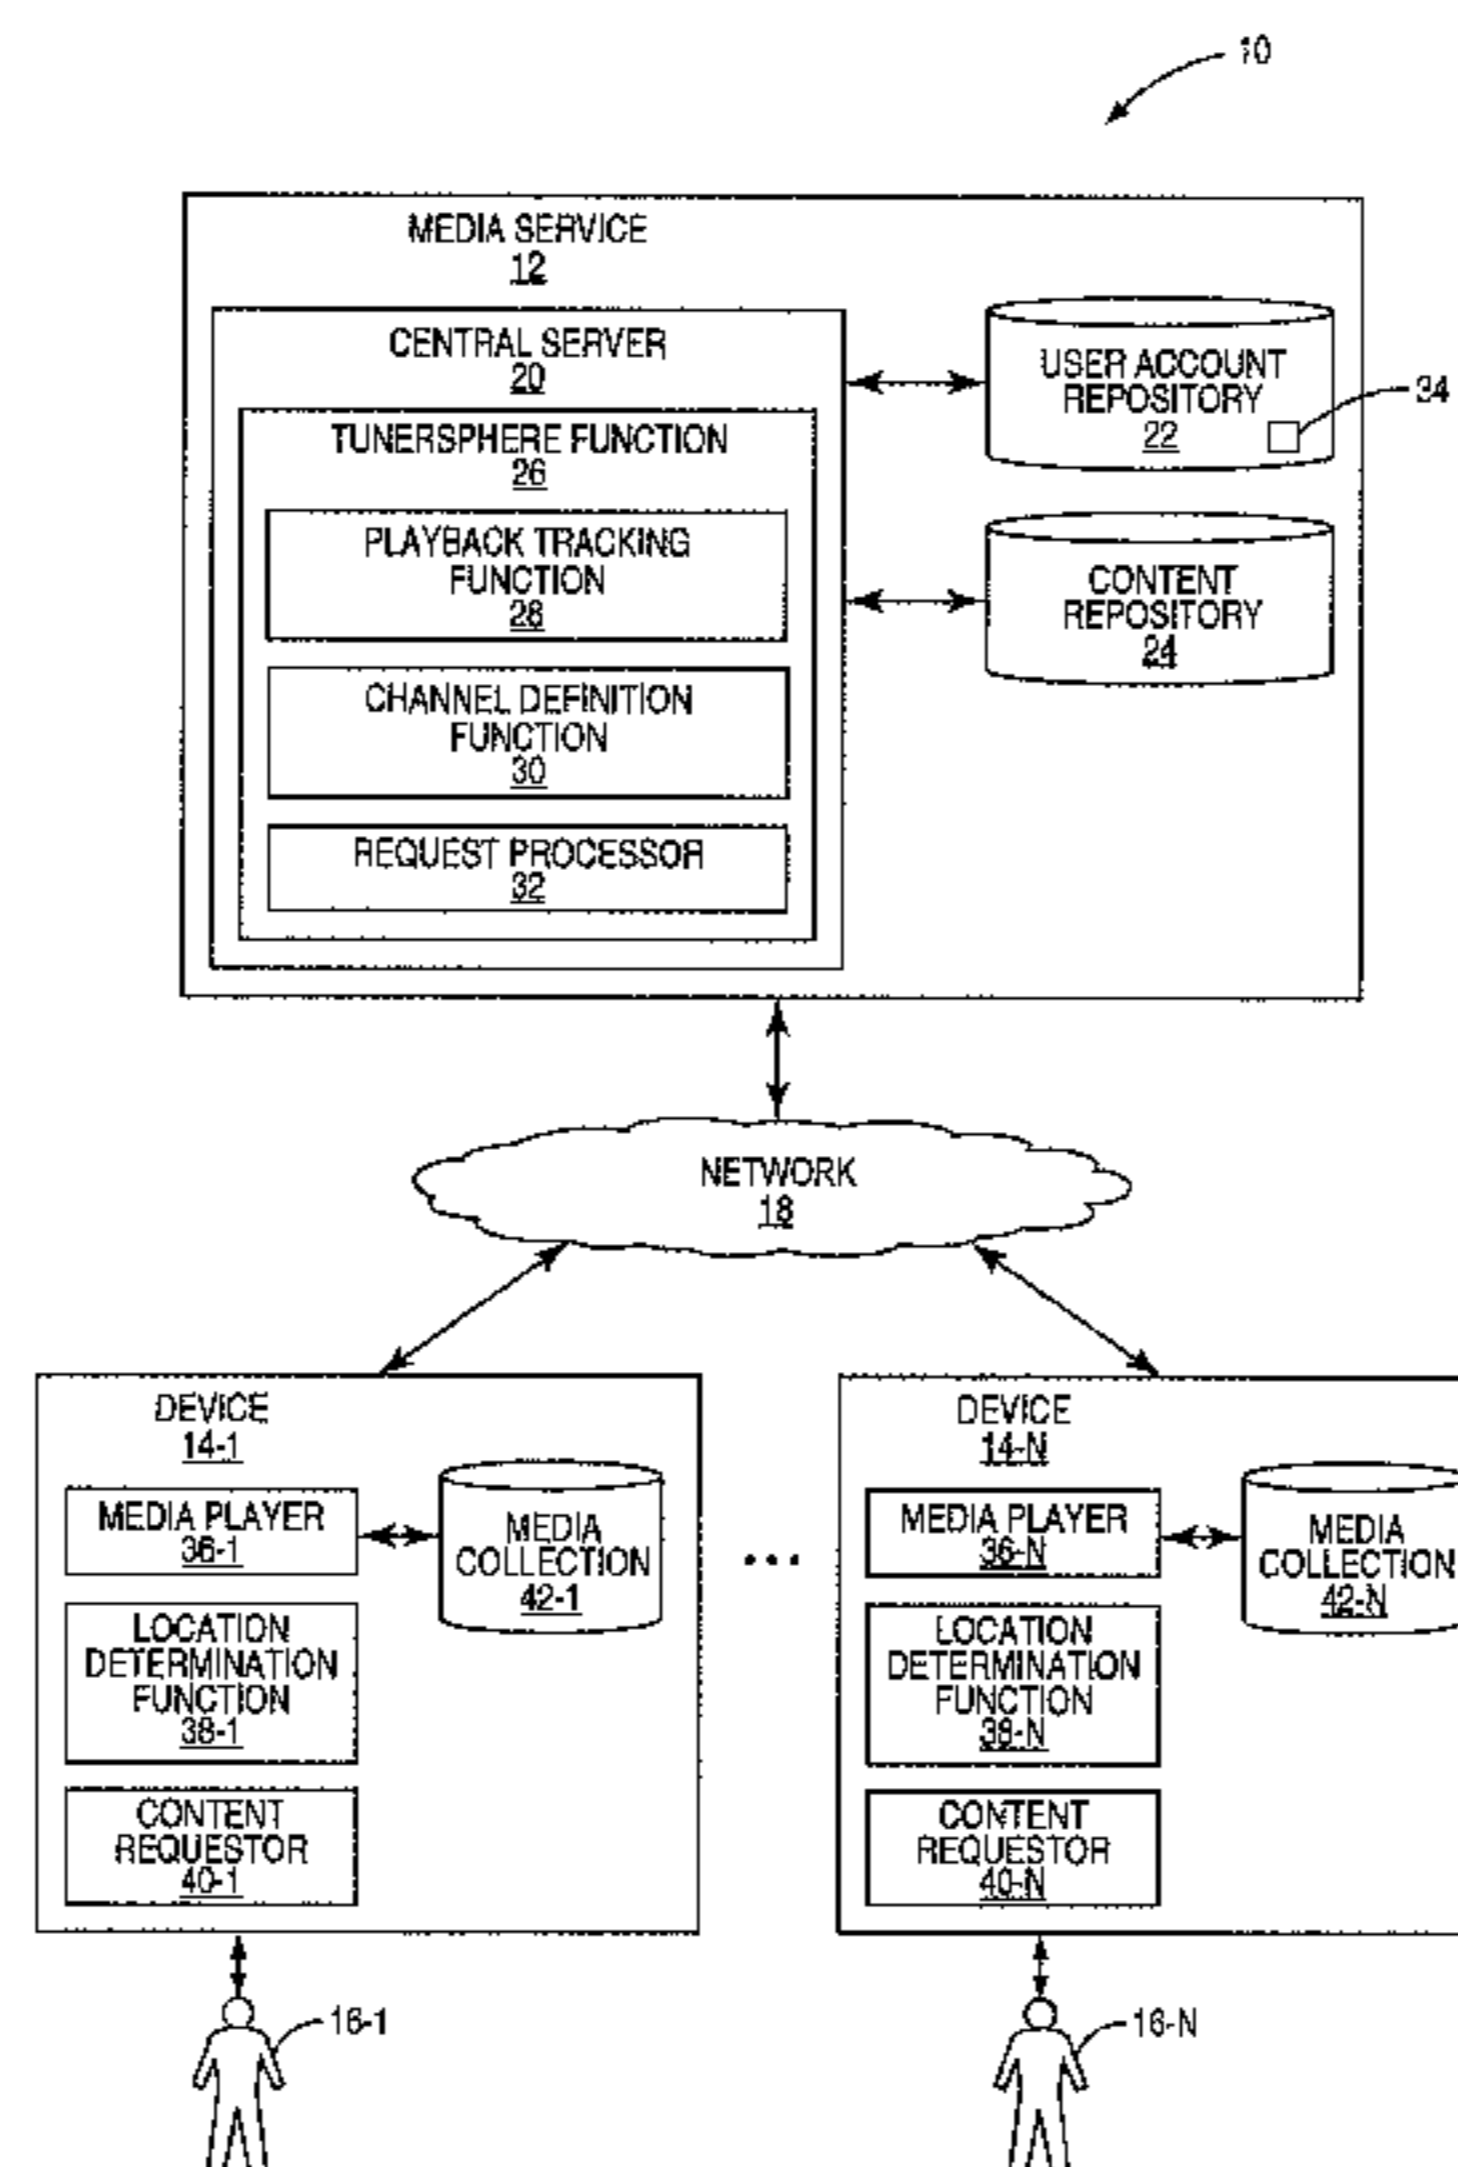 10
MEDIA SERVICE
12
CENTRAL SERVER
20
TUNERSPHERE FUNCTION
26
PLAYBACK TRACKING
FUNCTION
28
CHANNEL DEFINITION
FUNCTION
30
REQUEST PROCESSOR
32
USER ACCOUNT
REPOSITORY
22
34
CONTENT
REPOSITORY
24
NETWORK
18
DEVICE
14-1
MEDIA PLAYER
36-1
MEDIA
COLLECTION
42-1
LOCATION
DETERMINATION
FUNCTION
38-1
CONTENT
REQUESTOR
40-1
16-1
...
DEVICE
14-N
MEDIA PLAYER
36-N
MEDIA
COLLECTION
42-N
LOCATION
DETERMINATION
FUNCTION
38-N
CONTENT
REQUESTOR
40-N
16-N